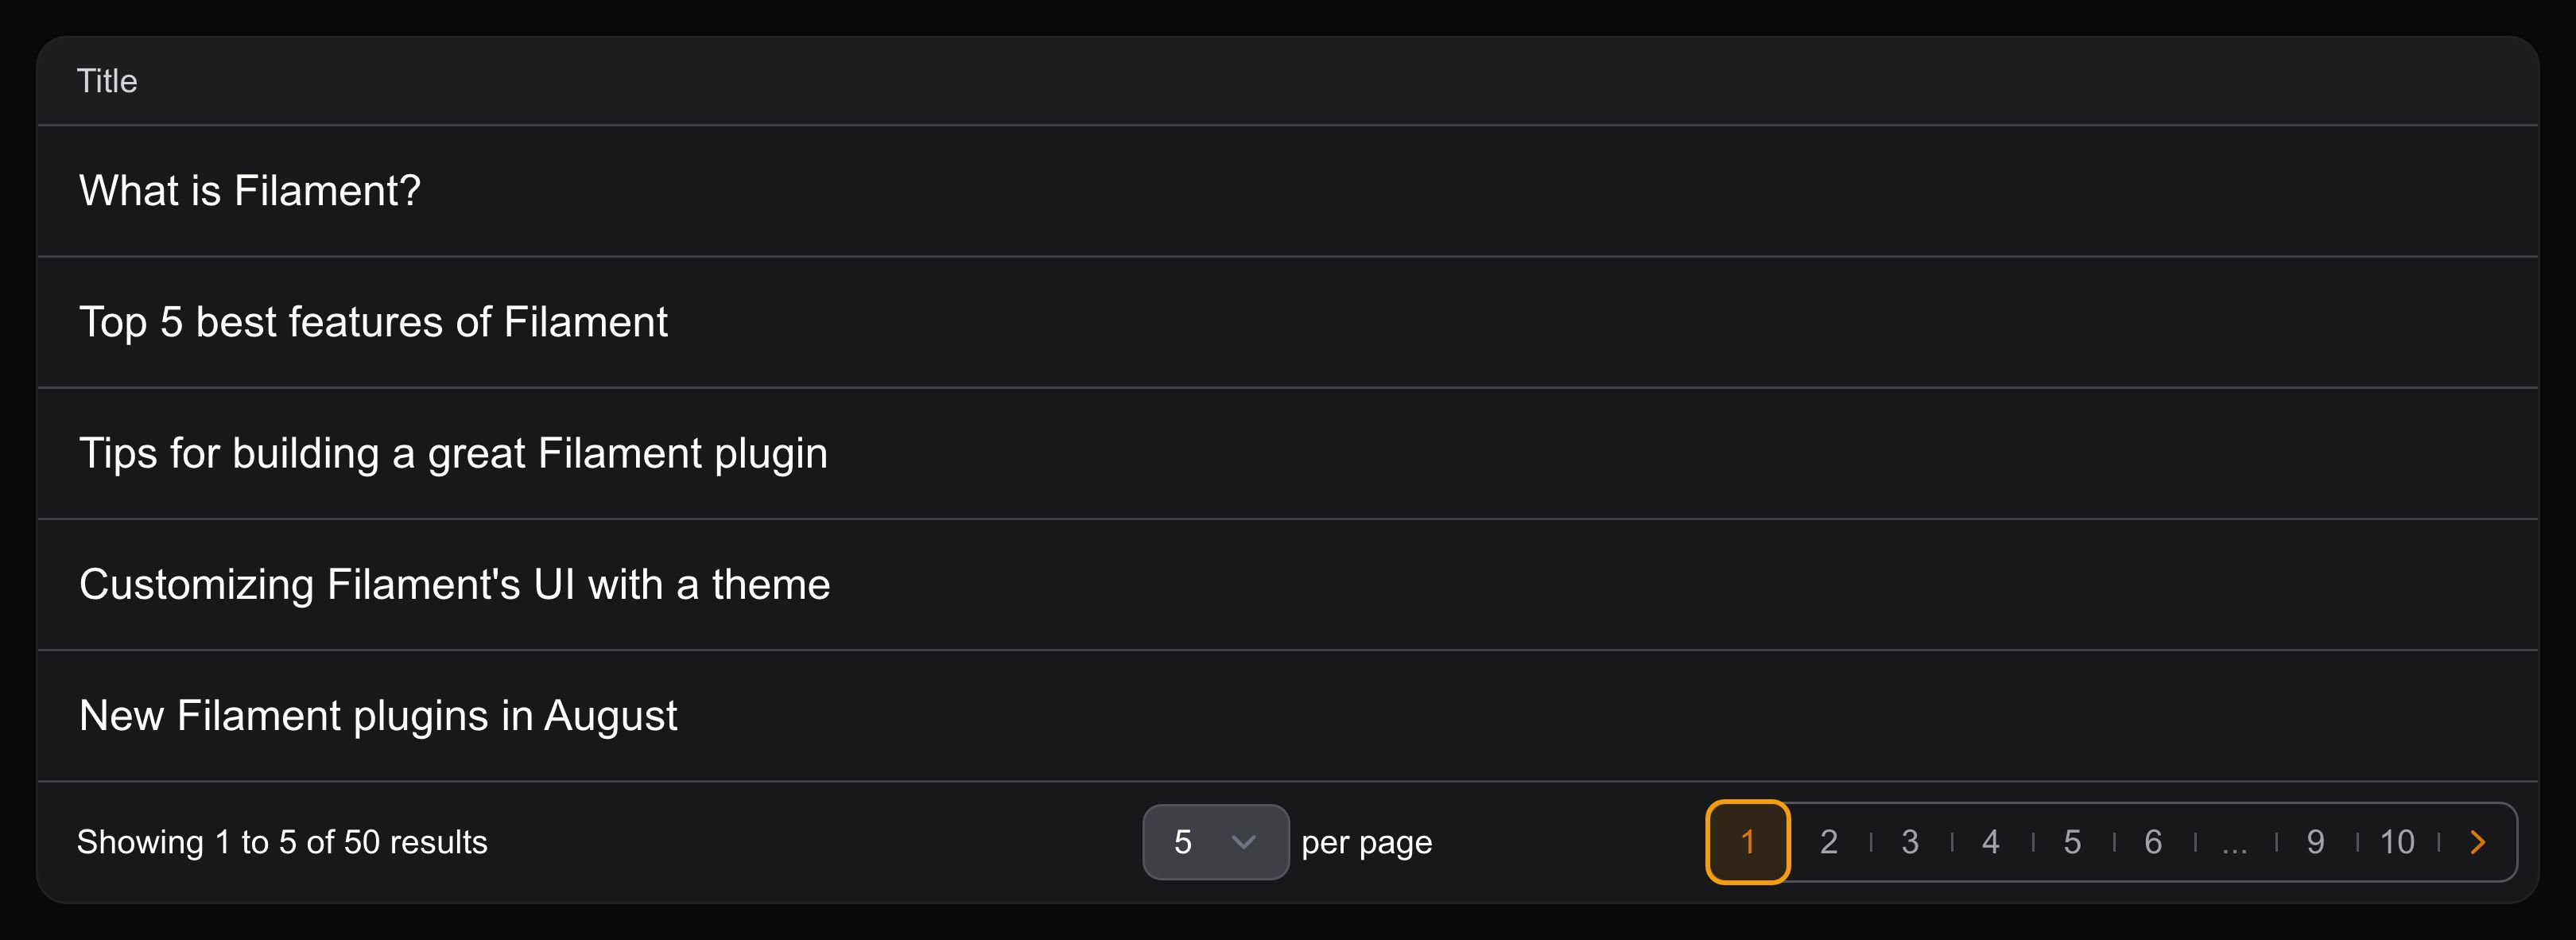 Title
What is Filament?
Top 5 best features of Filament
Tips for building a great Filament plugin
Customizing Filament's UI with a theme
New Filament plugins in August
Showing 1 to 5 of 50 results 5 per page 1 2 3 4 5 6 ... 9 10